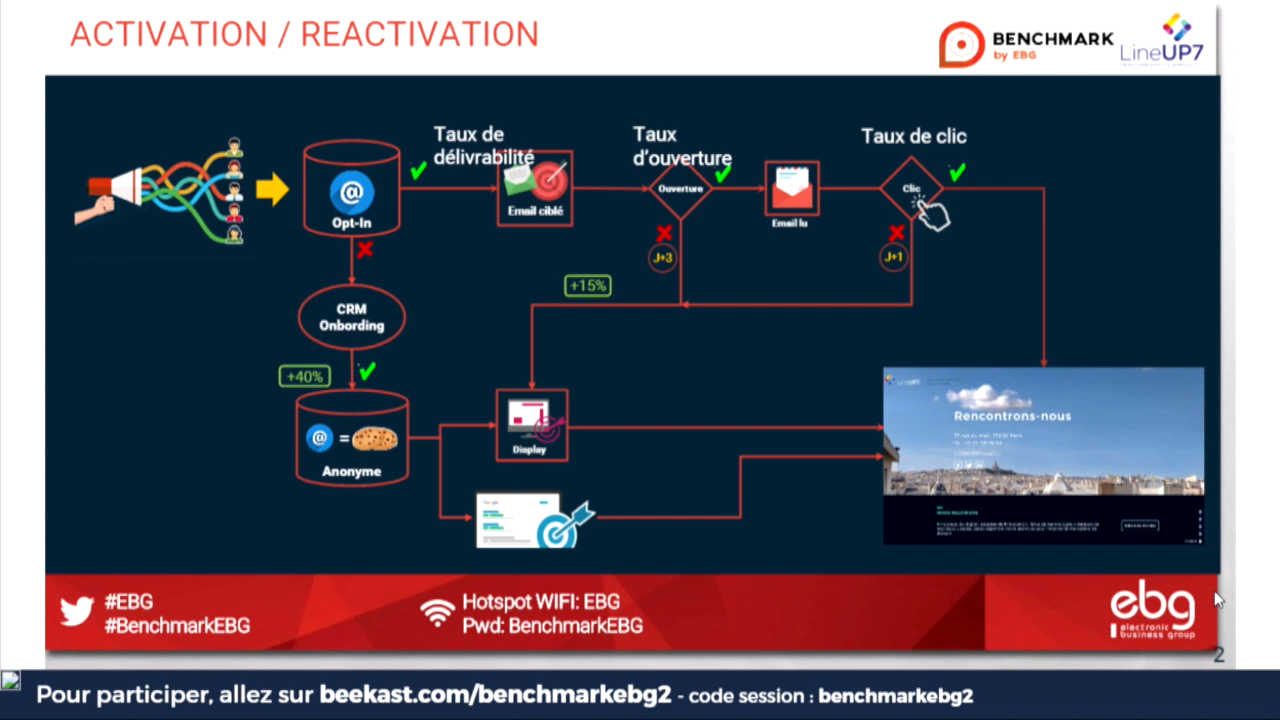 ACTIVATION / REACTIVATION
BENCHMARK
by EBG
LineUP7
Taux de
délivrabilité
Taux
d'ouverture
Taux de clic
@
Opt-In
Email ciblé
Ouverture
Email lu
Clic
J+3
J+1
+15%
CRM
Onbording
+40%
@ =
Anonyme
Display
Google
LineUP7
Rencontrons-nous
#EBG
#BenchmarkEBG
Hotspot WIFI: EBG
Pwd: BenchmarkEBG
ebg
electronic
business group
2
Pour participer, allez sur beekast.com/benchmarkebg2 - code session : benchmarkebg2